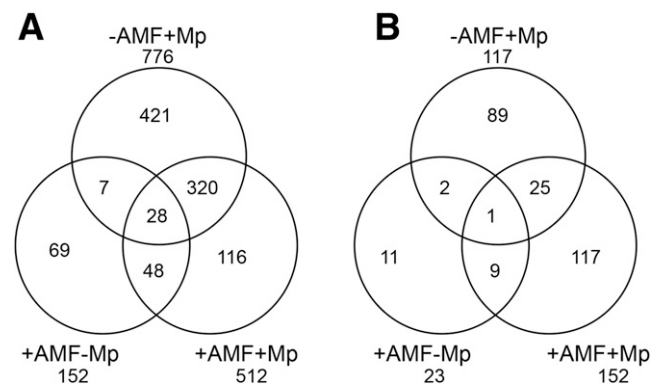 A
B
-AMF+Mp
776
-AMF+Mp
117
421
89
7
320
28
2
25
1
69
48
116
11
9
117
+AMF-Mp
152
+AMF+Mp
512
+AMF-Mp
23
+AMF+Mp
152